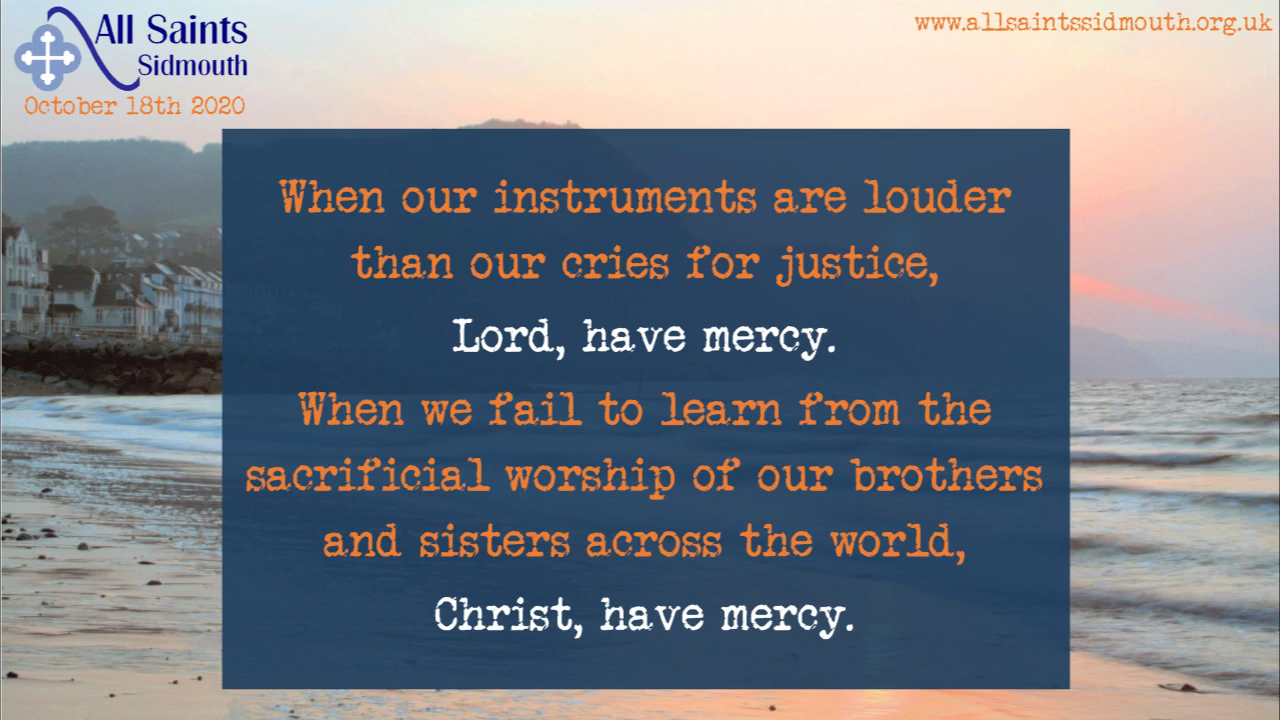 All Saints
Sidmouth
October 18th 2020
www.allsaintssidmouth.org.uk
When our instruments are louder
than our cries for justice,
Lord, have mercy.
When we fail to learn from the
sacrificial worship of our brothers
and sisters across the world,
Christ, have mercy.